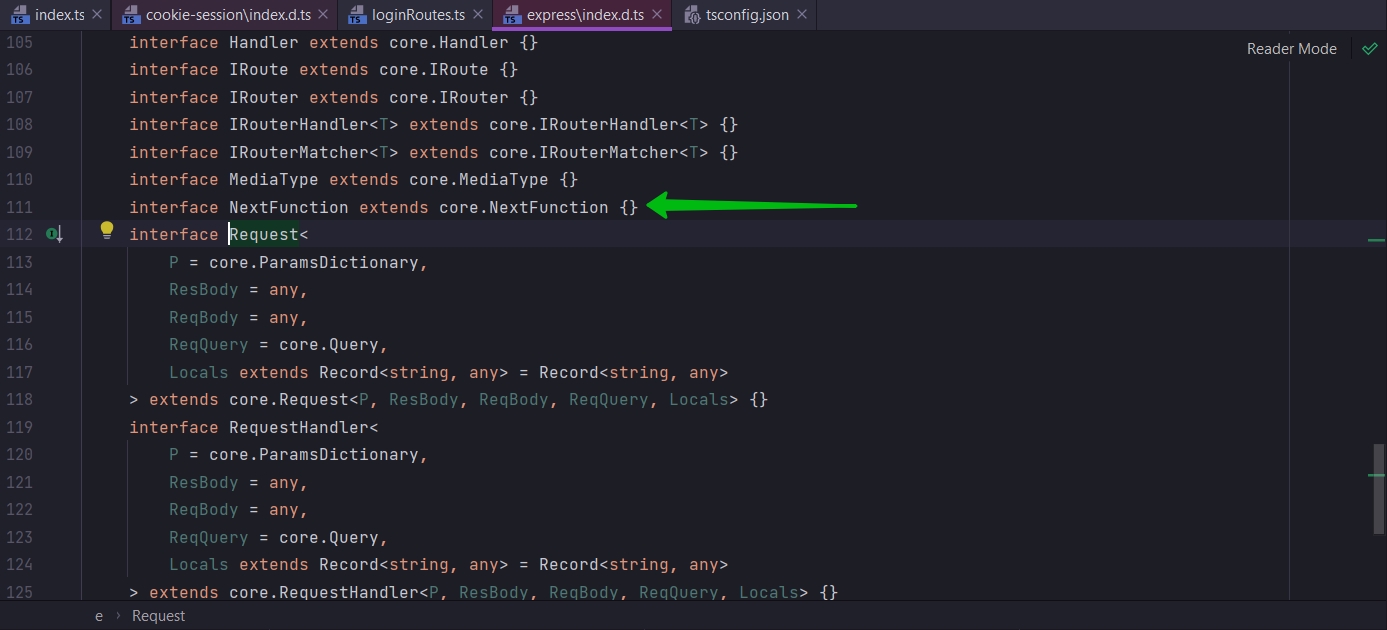 index.ts cookie-session\index.d.ts loginRoutes.ts express\index.d.ts tsconfig.json
Reader Mode
105 interface Handler extends core.Handler {}
106 interface IRoute extends core.IRoute {}
107 interface IRouter extends core.IRouter {}
108 interface IRouterHandler<T> extends core.IRouterHandler<T> {}
109 interface IRouterMatcher<T> extends core.IRouterMatcher<T> {}
110 interface MediaType extends core.MediaType {}
111 interface NextFunction extends core.NextFunction {}
112 interface Request<
113 P = core.ParamsDictionary,
114 ResBody = any,
115 ReqBody = any,
116 ReqQuery = core.Query,
117 Locals extends Record<string, any> = Record<string, any>
118 > extends core.Request<P, ResBody, ReqBody, ReqQuery, Locals> {}
119 interface RequestHandler<
120 P = core.ParamsDictionary,
121 ResBody = any,
122 ReqBody = any,
123 ReqQuery = core.Query,
124 Locals extends Record<string, any> = Record<string, any>
125 > extends core.RequestHandler<P, ResBody, ReqBody, ReqQuery, Locals> {}
e › Request